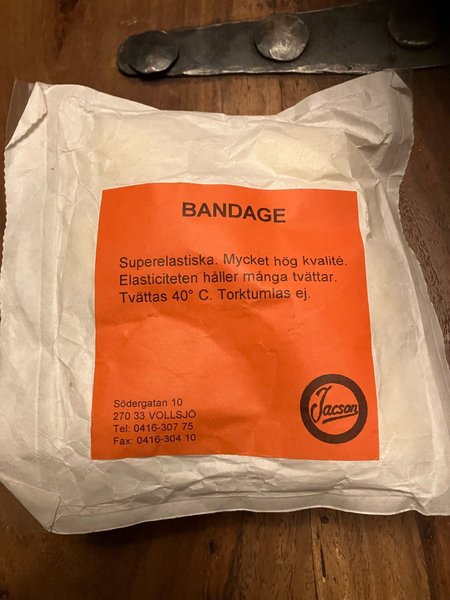 BANDAGE
Superelastiska. Mycket hög kvalité.
Elasticiteten håller många tvättar.
Tvättas 40° C. Torktumlas ej.
Södergatan 10
270 33 VOLLSJÖ
Tel: 0416-307 75
Fax: 0416-304 10
Jacson